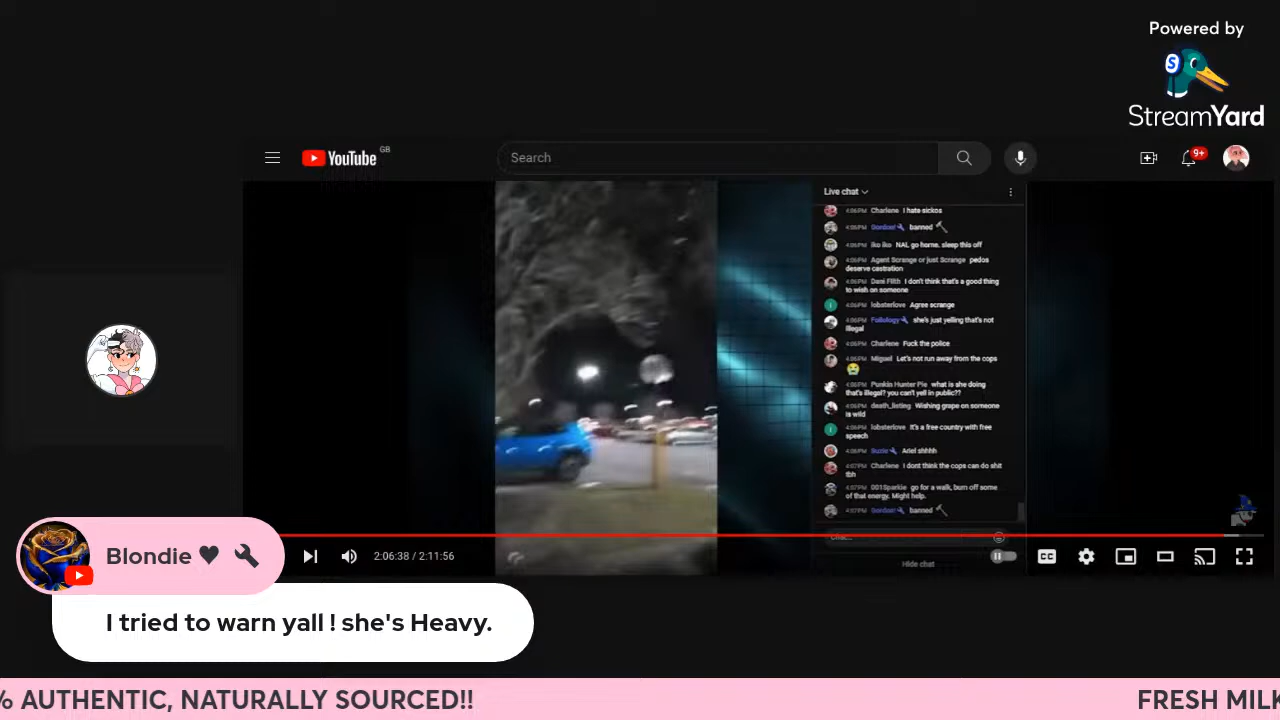 Powered by
StreamYard
YouTube GB
Search
9+
Live chat
4:06PM Charlene I hate sickos
4:06PM banned
4:06PM iko iko NAL go home. sleep this off
4:06PM Agent Scrange or just Scrange pedos
deserve castration
4:06PM Dani Filth I don't think that's a good thing
to wish on someone
4:06PM lobsterlove Agree scrange
4:06PM she's just yelling that's not
illegal
4:06PM Charlene Fuck the police
4:06PM Miguel Let's not run away from the cops
4:06PM Punkin Hunter Pie what is she doing
that's illegal? you can't yell in public??
4:06PM death_listing Wishing grape on someone
is wild
4:06PM lobsterlove It's a free country with free
speech
4:06PM Suzie Ariel shhhh
4:07PM Charlene I dont think the cops can do shit
tbh
4:07PM 001Sparkie go for a walk, burn off some
of that energy. Might help.
4:07PM banned
Chat...
Hide chat
2:06:38 / 2:11:56
CC
Blondie
I tried to warn yall ! she's Heavy.
% AUTHENTIC, NATURALLY SOURCED!!
FRESH MILK